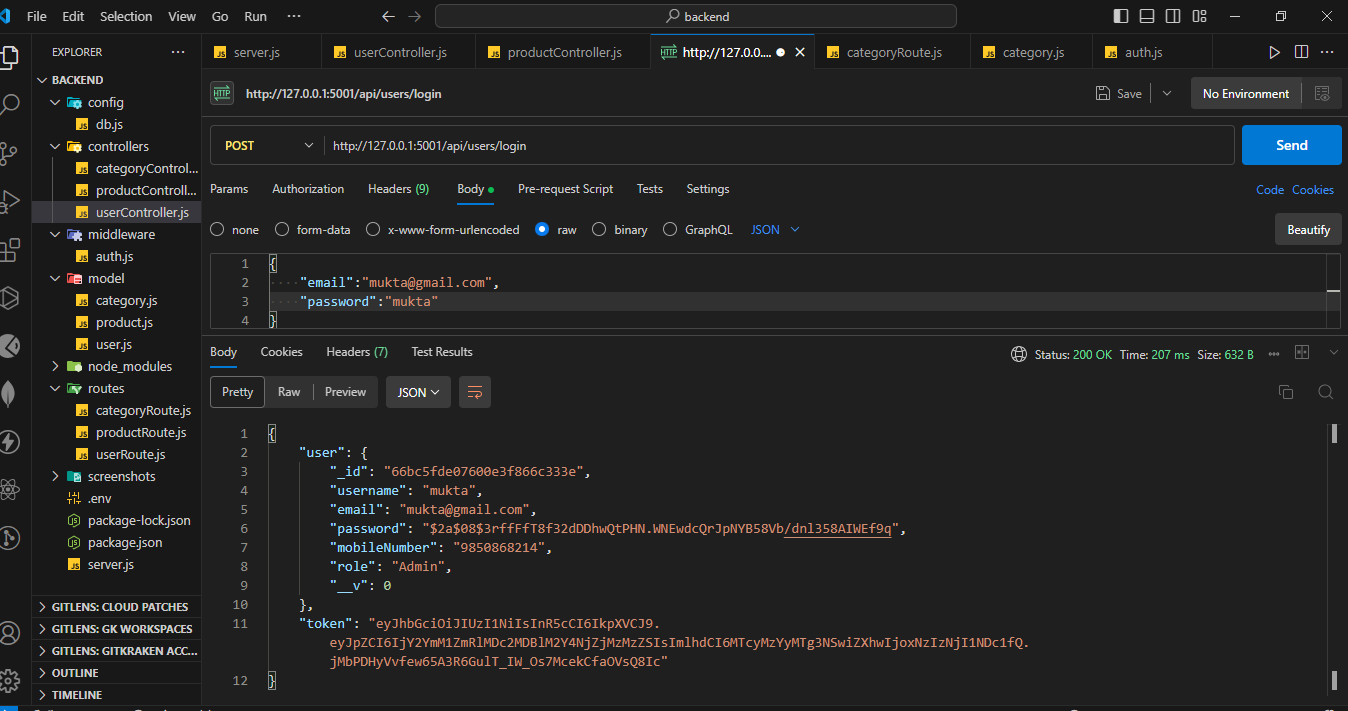 File Edit Selection View Go Run ··· backend
EXPLORER ···
server.js userController.js productController.js http://127.0.0.... categoryRoute.js category.js auth.js
BACKEND
config
db.js
controllers
categoryControl...
productControll...
userController.js
middleware
auth.js
model
category.js
product.js
user.js
node_modules
routes
categoryRoute.js
productRoute.js
userRoute.js
screenshots
.env
package-lock.json
package.json
server.js
GITLENS: CLOUD PATCHES
GITLENS: GK WORKSPACES
GITLENS: GITKRAKEN ACC...
OUTLINE
TIMELINE
HTTP http://127.0.0.1:5001/api/users/login Save No Environment
POST http://127.0.0.1:5001/api/users/login Send
Params Authorization Headers (9) Body Pre-request Script Tests Settings Code Cookies
none form-data x-www-form-urlencoded raw binary GraphQL JSON Beautify
1 {
2 "email":"mukta@gmail.com",
3 "password":"mukta"
4 }
Body Cookies Headers (7) Test Results Status: 200 OK Time: 207 ms Size: 632 B
Pretty Raw Preview JSON
1 {
2 "user": {
3 "_id": "66bc5fde07600e3f866c333e",
4 "username": "mukta",
5 "email": "mukta@gmail.com",
6 "password": "$2a$08$3rffFfT8f32dDDhwQtPHN.WNEwdcQrJpNYB58Vb/dnl358AIWEf9q",
7 "mobileNumber": "9850868214",
8 "role": "Admin",
9 "__v": 0
10 },
11 "token": "eyJhbGciOiJIUzI1NiIsInR5cCI6IkpXVCJ9.
eyJpZCI6IjY2YmM1ZmRlMDc2MDBlM2Y4NjZjMzMzZSIsImlhdCI6MTcyMzYyMTg3NSwiZXhwIjoxNzIzNjI1NDc1fQ.
jMbPDHyVvfew65A3R6GulT_IW_Os7McekCfaOVsQ8Ic"
12 }